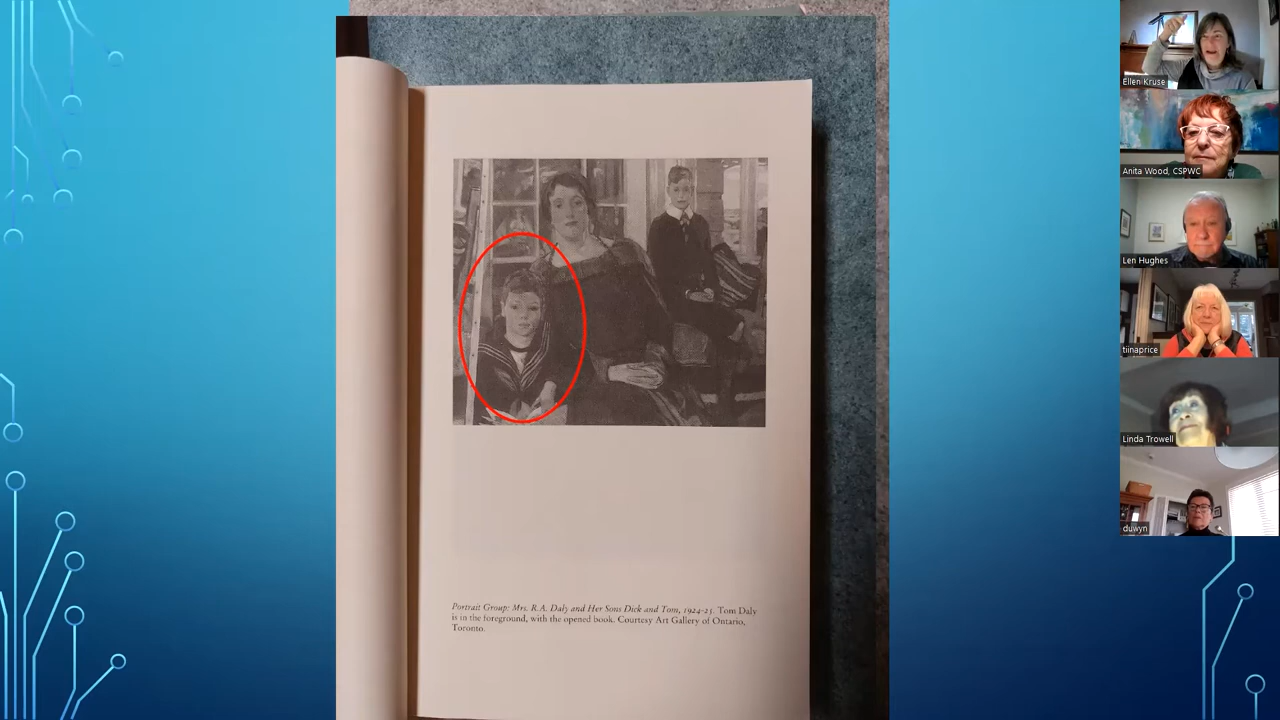 Portrait Group: Mrs. R.A. Daly and Her Sons Dick and Tom, 1924-25. Tom Daly
is in the foreground, with the opened book. Courtesy Art Gallery of Ontario,
Toronto.
Ellen Kruse
Anita Wood, CSPWC
Len Hughes
tiinaprice
Linda Trowell
duwyn